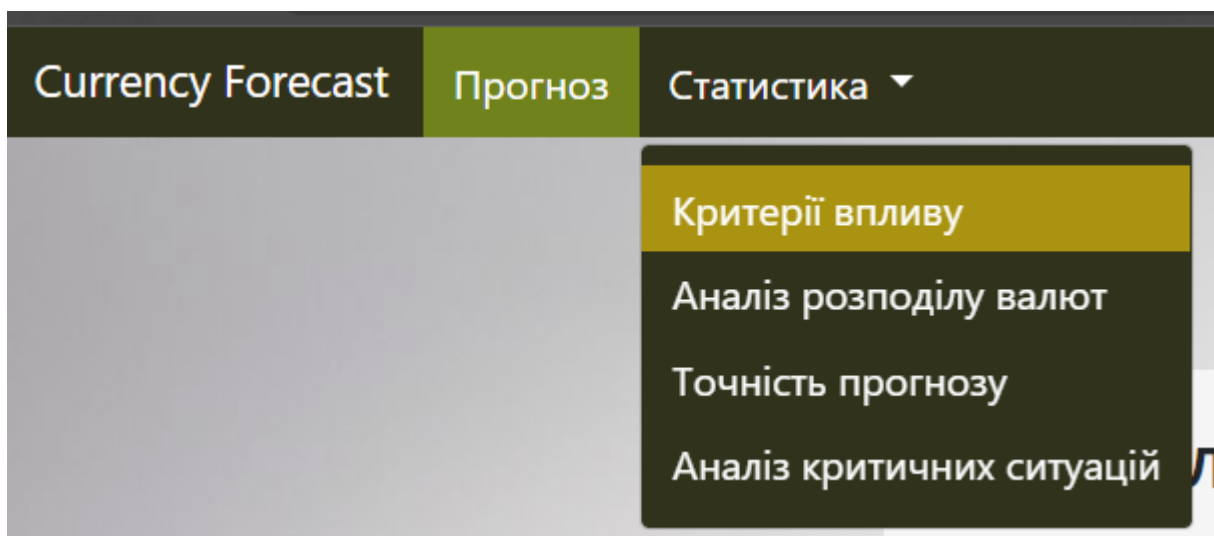 Currency Forecast Прогноз Статистика
Критерії впливу
Аналіз розподілу валют
Точність прогнозу
Аналіз критичних ситуацій